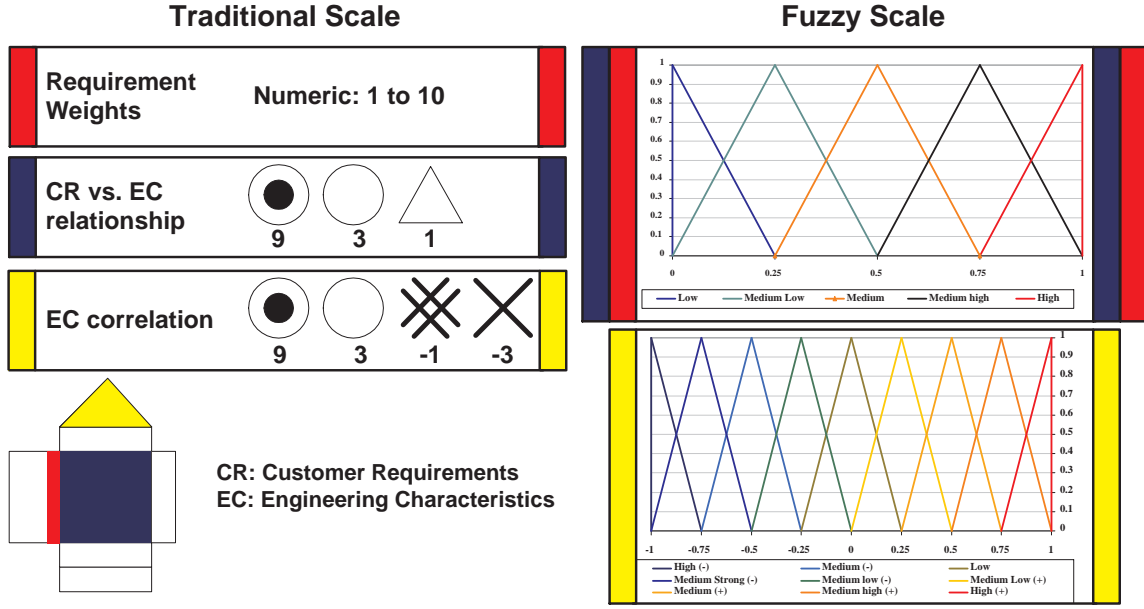 Traditional Scale
Requirement
Weights
Numeric: 1 to 10
CR vs. EC
relationship
9 3 1
EC correlation
9 3 -1 -3
CR: Customer Requirements
EC: Engineering Characteristics
Fuzzy Scale
1
0.9
0.8
0.7
0.6
0.5
0.4
0.3
0.2
0.1
0
0 0.25 0.5 0.75 1
Low Medium Low Medium Medium high High
1
0.9
0.8
0.7
0.6
0.5
0.4
0.3
0.2
0.1
0
-1 -0.75 -0.5 -0.25 0 0.25 0.5 0.75 1
High (-) Medium (-) Low
Medium Strong (-) Medium low (-) Medium Low (+)
Medium (+) Medium high (+) High (+)